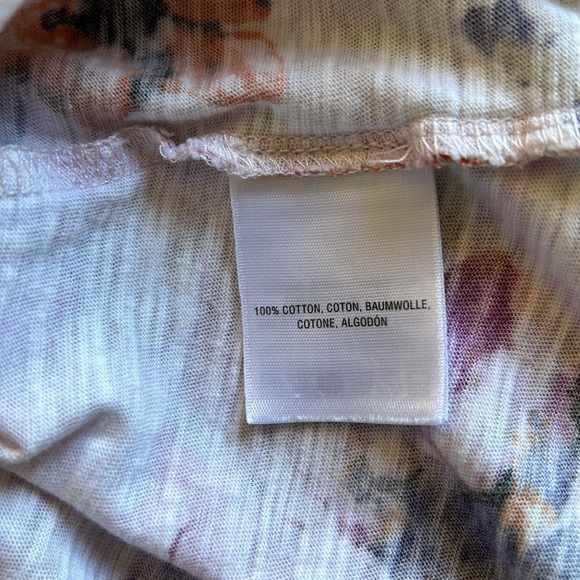 100% COTTON, COTON, BAUMWOLLE,
COTONE, ALGODÓN